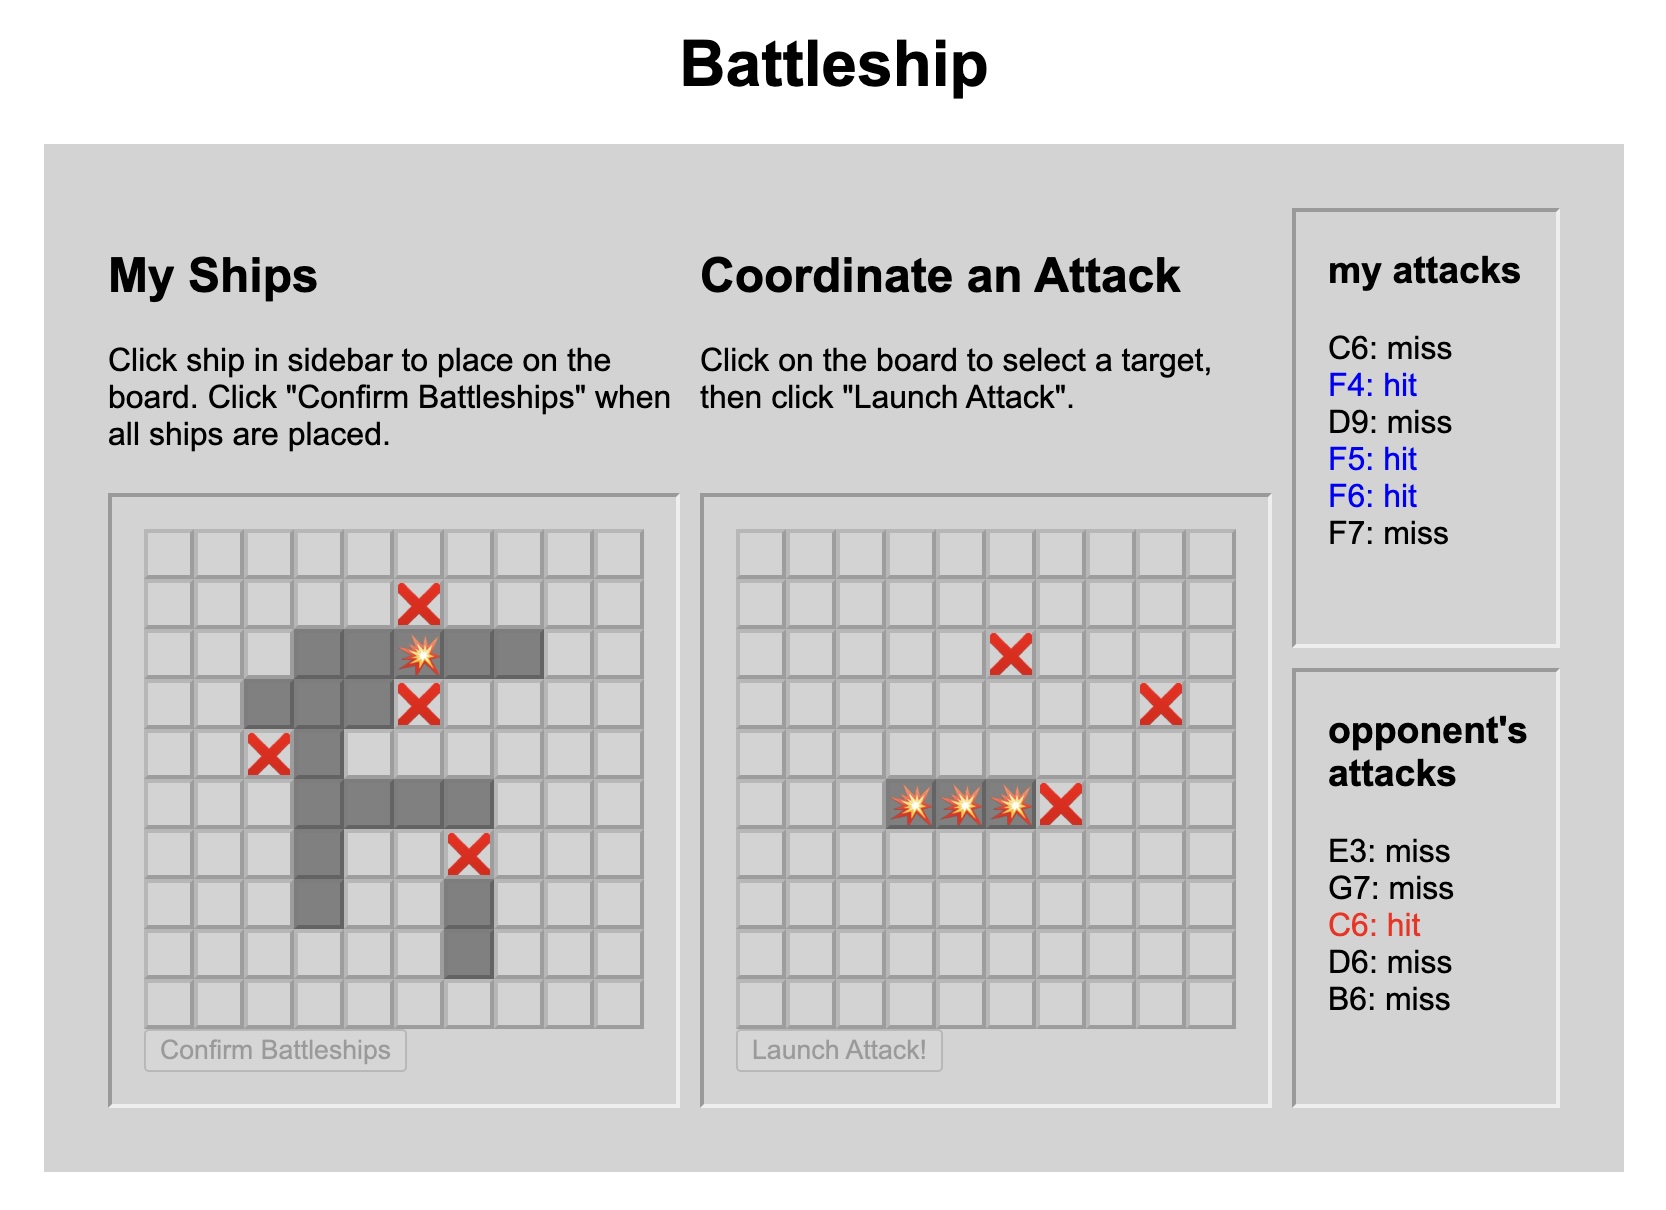 Battleship
My Ships
Click ship in sidebar to place on the
board. Click "Confirm Battleships" when
all ships are placed.
Confirm Battleships
Coordinate an Attack
Click on the board to select a target,
then click "Launch Attack".
Launch Attack!
my attacks
C6: miss
F4: hit
D9: miss
F5: hit
F6: hit
F7: miss
opponent's
attacks
E3: miss
G7: miss
C6: hit
D6: miss
B6: miss